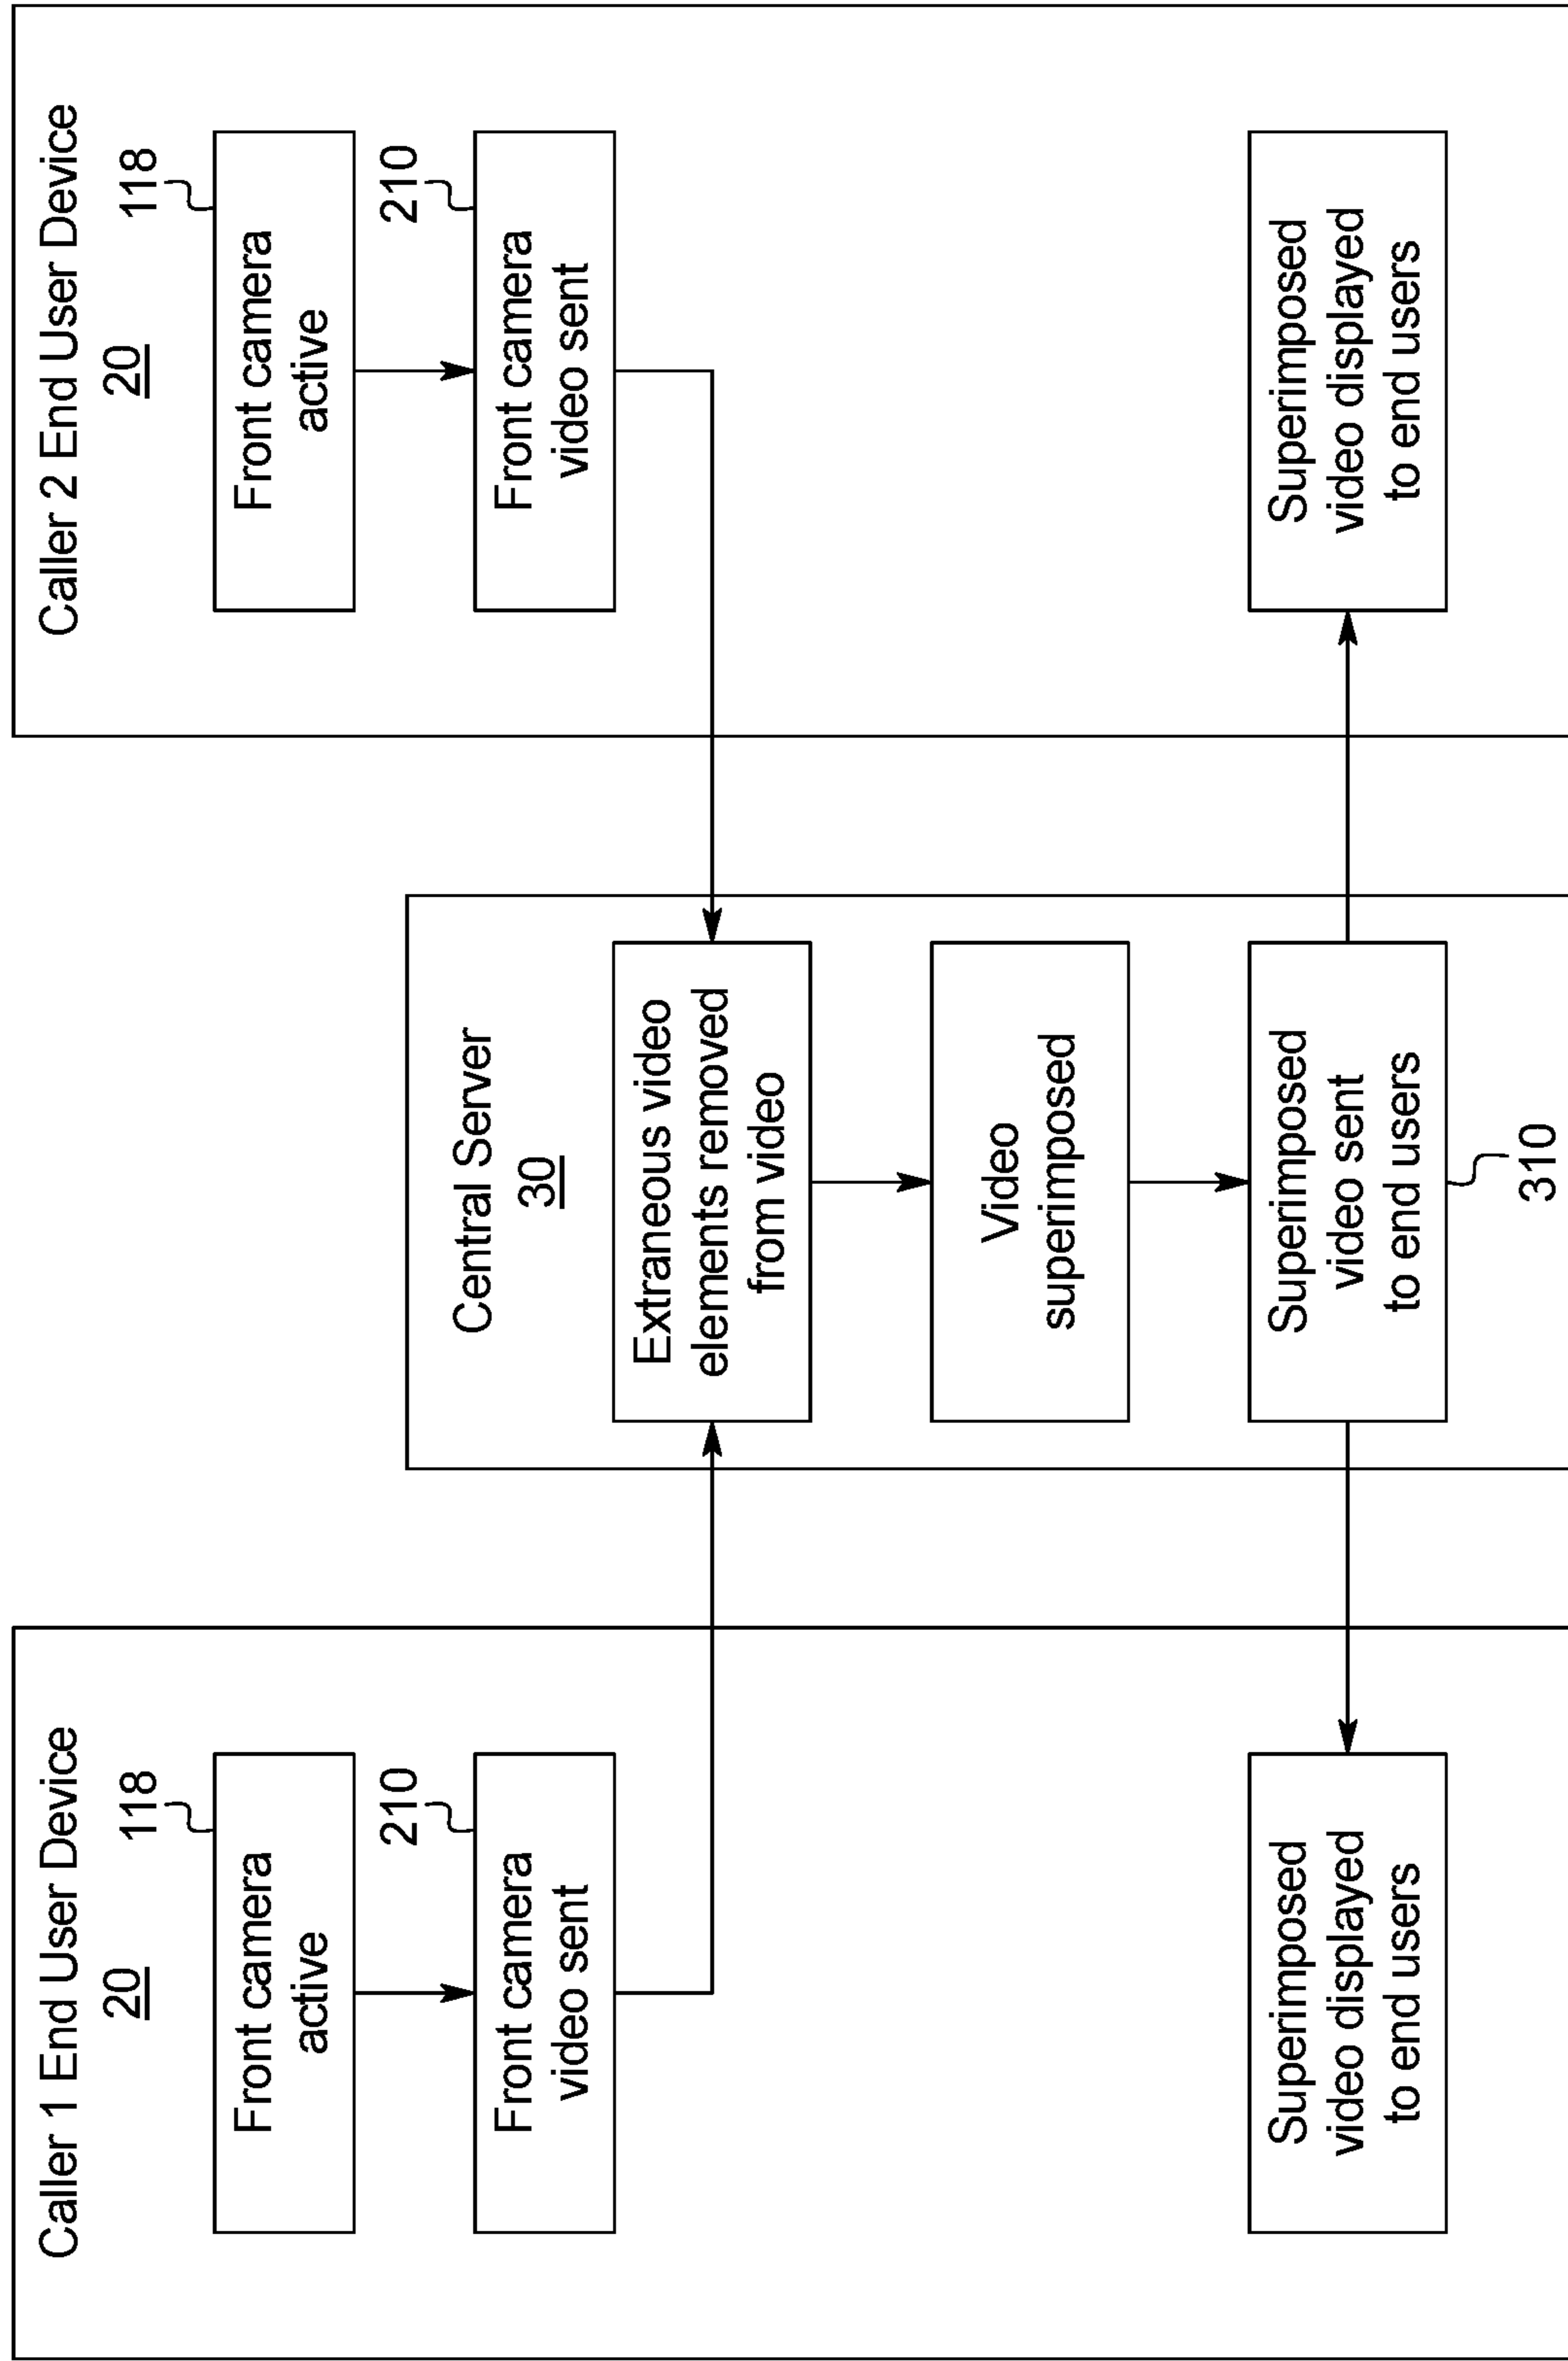 Caller 1 End User Device
20
118
Front camera
active
210
Front camera
video sent
Superimposed
video displayed
to end users
Central Server
30
Extraneous video
elements removed
from video
Video
superimposed
Superimposed
video sent
to end users
310
Caller 2 End User Device
20
118
Front camera
active
210
Front camera
video sent
Superimposed
video displayed
to end users